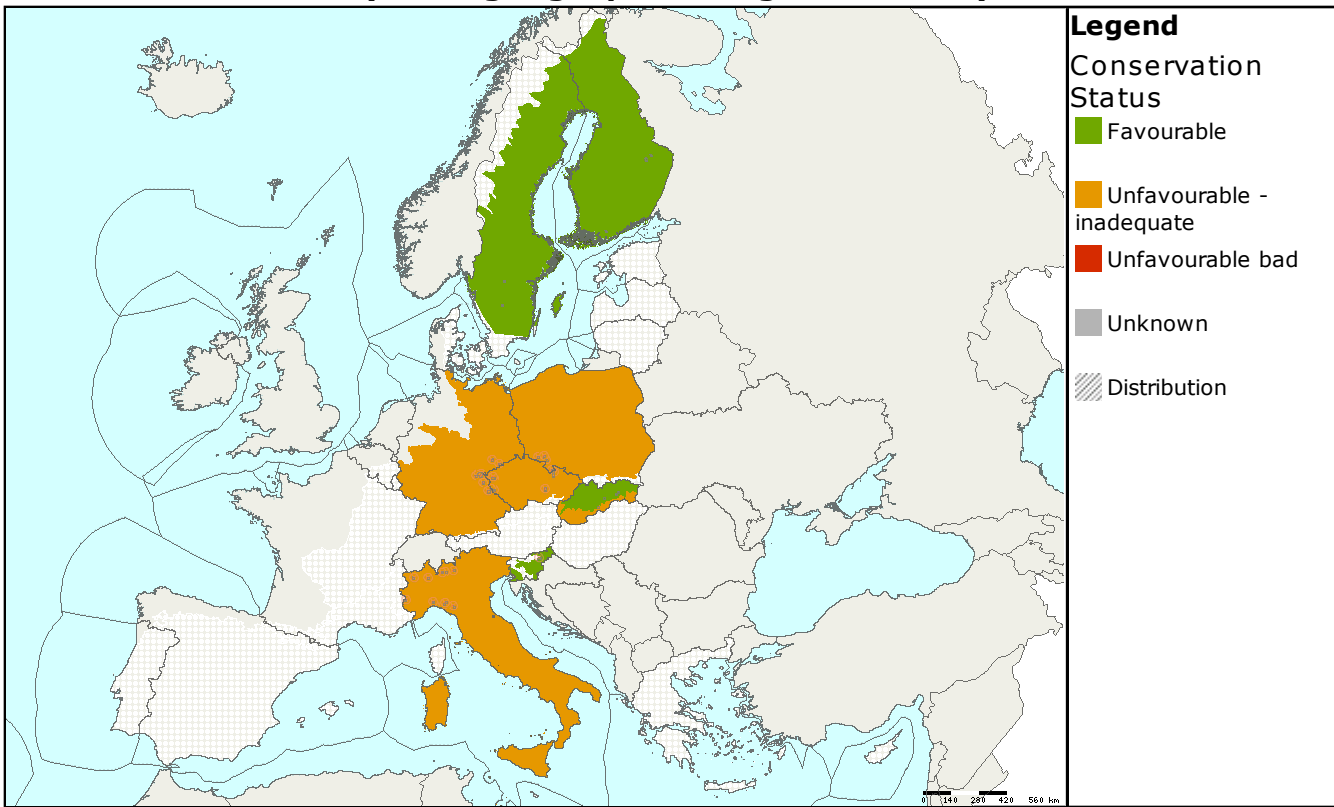 Legend
Conservation
Status
Favourable
Unfavourable -
inadequate
Unfavourable bad
Unknown
Distribution
0 140 280 420 560 km